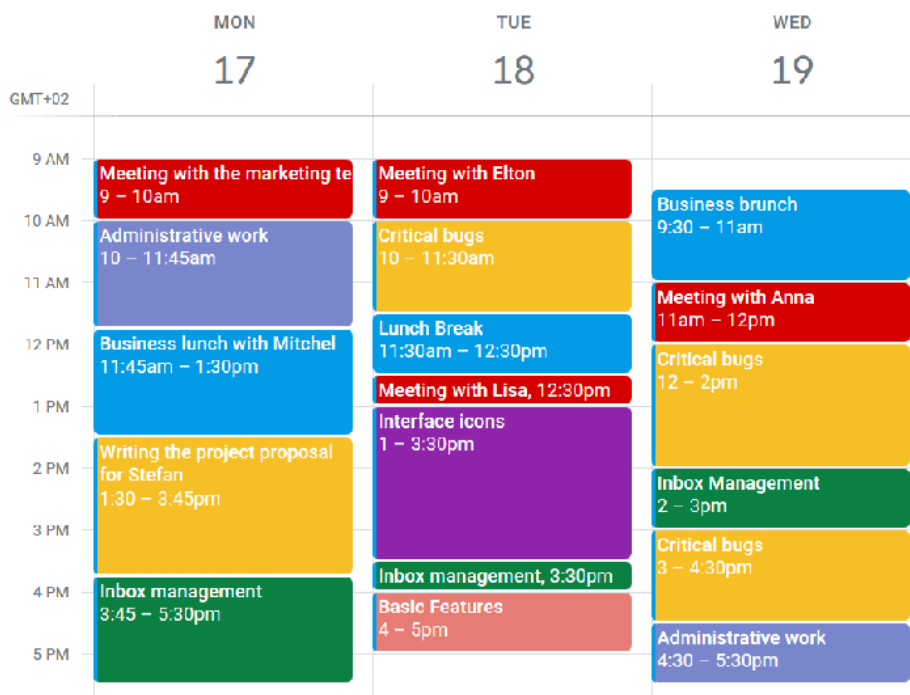 MON
17
TUE
18
WED
19
GMT+02
9 AM
10 AM
11 AM
12 PM
1 PM
2 PM
3 PM
4 PM
5 PM
Meeting with the marketing te
9 – 10am
Administrative work
10 – 11:45am
Business lunch with Mitchel
11:45am – 1:30pm
Writing the project proposal
for Stefan
1:30 – 3:45pm
Inbox management
3:45 – 5:30pm
Meeting with Elton
9 – 10am
Critical bugs
10 – 11:30am
Lunch Break
11:30am – 12:30pm
Meeting with Lisa, 12:30pm
Interface icons
1 – 3:30pm
Inbox management, 3:30pm
Basic Features
4 – 5pm
Business brunch
9:30 – 11am
Meeting with Anna
11am – 12pm
Critical bugs
12 – 2pm
Inbox Management
2 – 3pm
Critical bugs
3 – 4:30pm
Administrative work
4:30 – 5:30pm